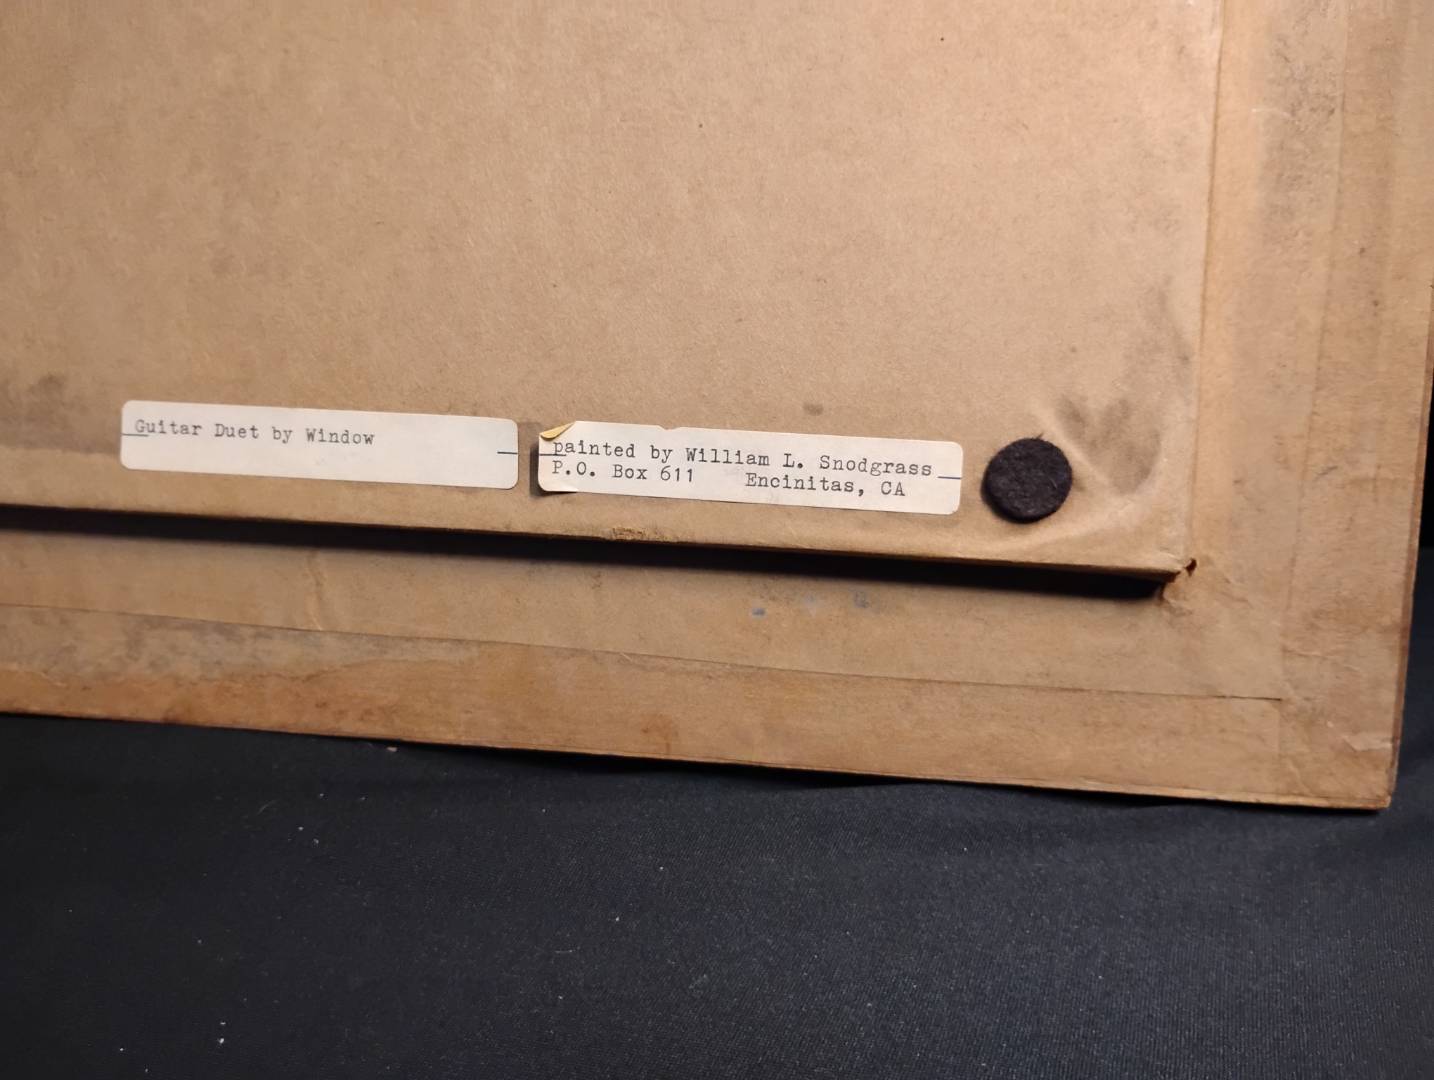 Guitar Duet by Window
painted by William L. Snodgrass
P.O. Box 611 Encinitas, CA